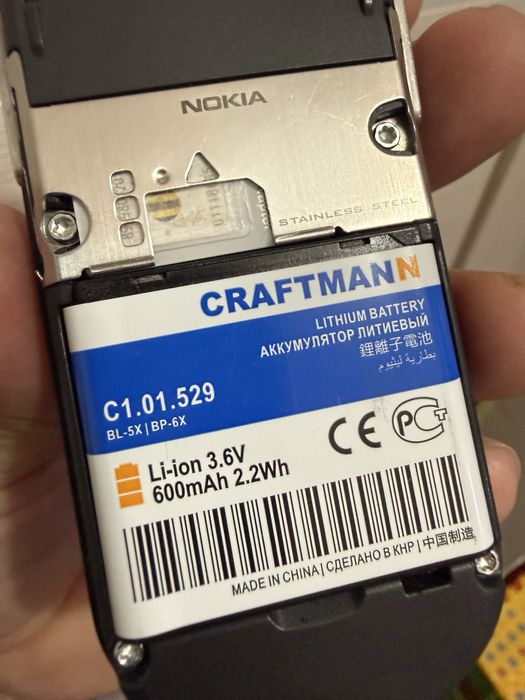 NOKIA
STAINLESS STEEL
CRAFTMANN
LITHIUM BATTERY
АККУМУЛЯТОР ЛИТИЕВЫЙ
鋰離子電池
بطارية ليثيوم
C1.01.529
BL-5X | BP-6X
CE PCT
Li-ion 3.6V
600mAh 2.2Wh
MADE IN CHINA | СДЕЛАНО В КНР | 中国制造